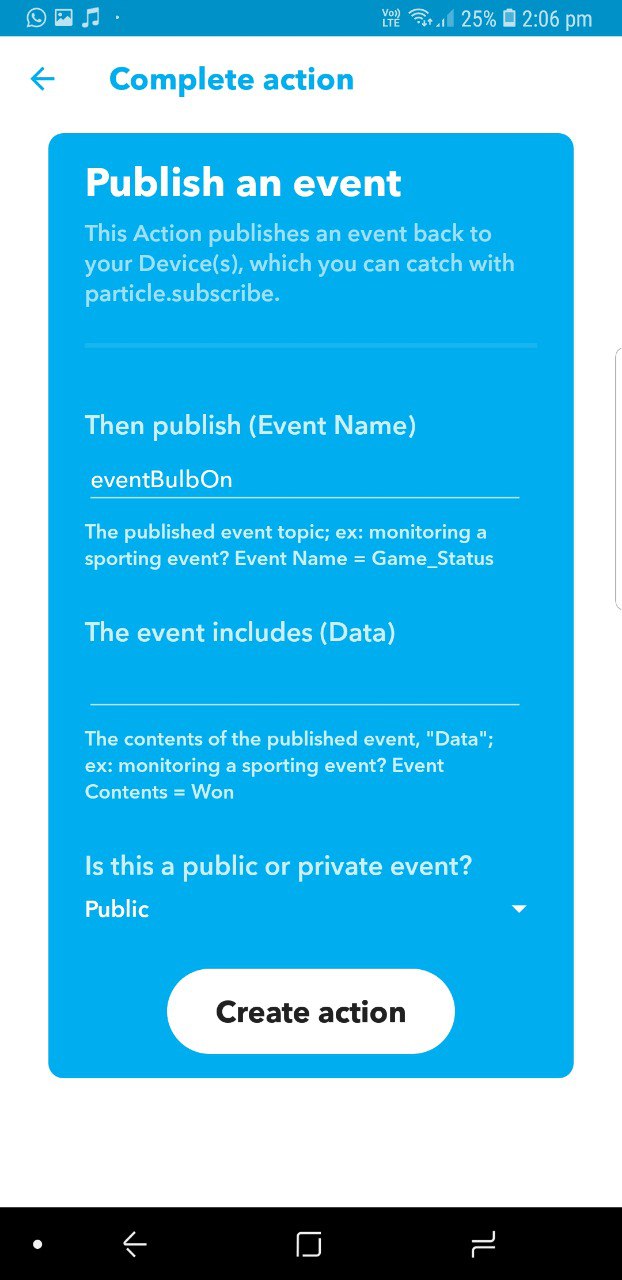 Vo))
LTE
25%
2:06 pm
Complete action
Publish an event
This Action publishes an event back to
your Device(s), which you can catch with
particle.subscribe.
Then publish (Event Name)
eventBulbOn
The published event topic; ex: monitoring a
sporting event? Event Name = Game_Status
The event includes (Data)
The contents of the published event, "Data";
ex: monitoring a sporting event? Event
Contents = Won
Is this a public or private event?
Public
Create action